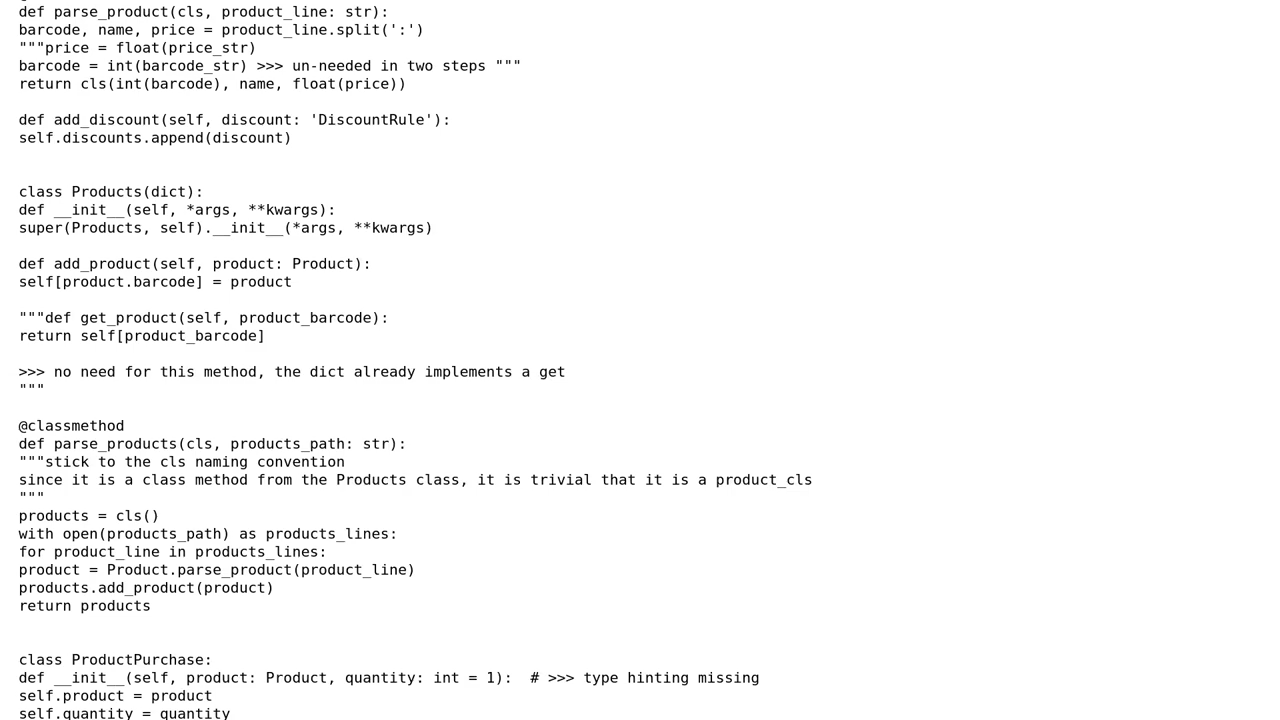 def parse_product(cls, product_line: str):
barcode, name, price = product_line.split(':')
"""price = float(price_str)
barcode = int(barcode_str) >>> un-needed in two steps """
return cls(int(barcode), name, float(price))

def add_discount(self, discount: 'DiscountRule'):
self.discounts.append(discount)

class Products(dict):
def __init__(self, *args, **kwargs):
super(Products, self).__init__(*args, **kwargs)

def add_product(self, product: Product):
self[product.barcode] = product

"""def get_product(self, product_barcode):
return self[product_barcode]

>>> no need for this method, the dict already implements a get
"""

@classmethod
def parse_products(cls, products_path: str):
"""stick to the cls naming convention
since it is a class method from the Products class, it is trivial that it is a product_cls
"""
products = cls()
with open(products_path) as products_lines:
for product_line in products_lines:
product = Product.parse_product(product_line)
products.add_product(product)
return products

class ProductPurchase:
def __init__(self, product: Product, quantity: int = 1):  # >>> type hinting missing
self.product = product
self.quantity = quantity